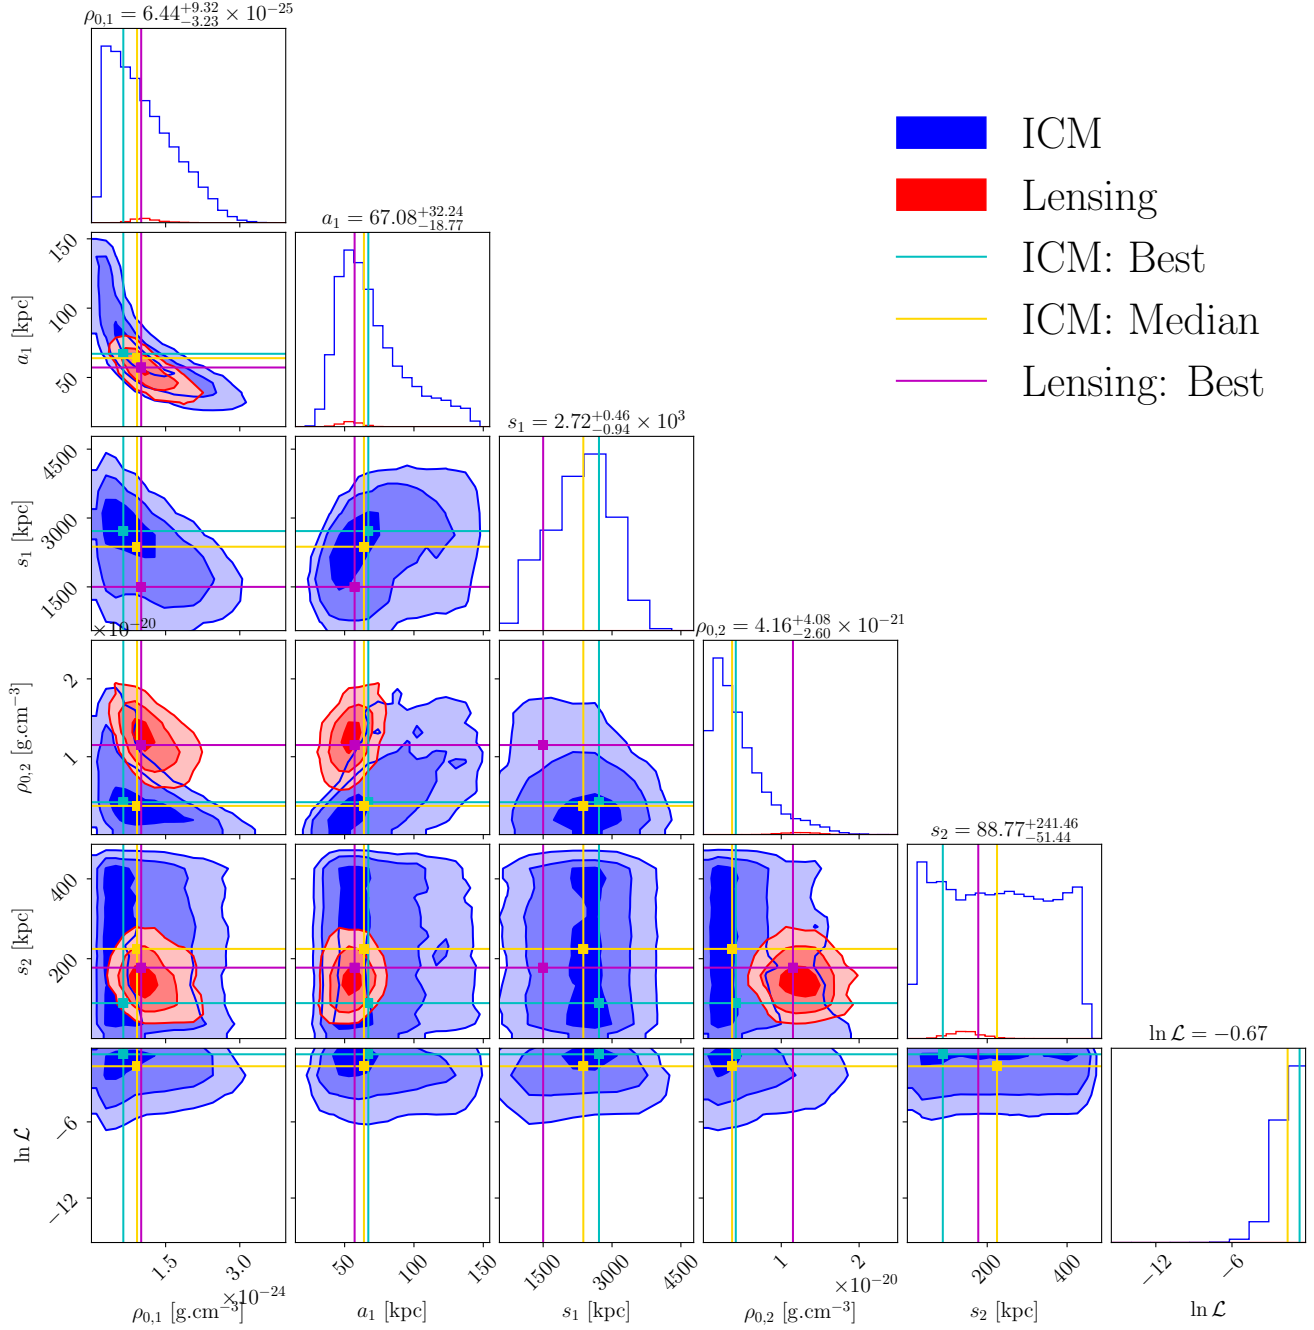 ρ₀,₁ = 6.44⁺⁹·³²₋₃.₂₃ × 10⁻²⁵
ICM
Lensing
ICM: Best
ICM: Median
Lensing: Best
a₁ = 67.08⁺³²·²⁴₋₁₈.₇₇
150
100
50
a₁ [kpc]
s₁ = 2.72⁺⁰·⁴⁶₋₀.₉₄ × 10³
4500
3000
1500
s₁ [kpc]
×10⁻²⁰
ρ₀,₂ = 4.16⁺⁴·⁰⁸₋₂.₆₀ × 10⁻²¹
2
1
ρ₀,₂ [g.cm⁻³]
s₂ = 88.77⁺²⁴¹·⁴⁶₋₅₁.₄₄
400
200
s₂ [kpc]
ln ℒ = −0.67
−6
−12
ln ℒ
1.5 3.0
×10⁻²⁴
ρ₀,₁ [g.cm⁻³]
50 100 150
a₁ [kpc]
1500 3000 4500
s₁ [kpc]
1 2
×10⁻²⁰
ρ₀,₂ [g.cm⁻³]
200 400
s₂ [kpc]
−12 −6
ln ℒ